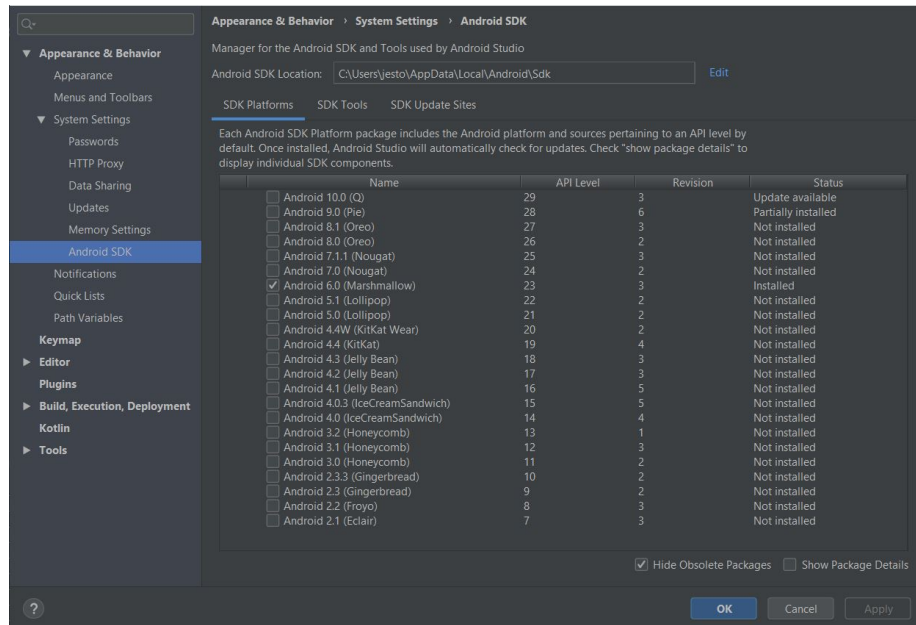 Appearance & Behavior › System Settings › Android SDK
Manager for the Android SDK and Tools used by Android Studio
Android SDK Location: C:\Users\jesto\AppData\Local\Android\Sdk Edit
Appearance & Behavior
Appearance
Menus and Toolbars
System Settings
Passwords
HTTP Proxy
Data Sharing
Updates
Memory Settings
Android SDK
Notifications
Quick Lists
Path Variables
Keymap
Editor
Plugins
Build, Execution, Deployment
Kotlin
Tools
SDK Platforms SDK Tools SDK Update Sites
Each Android SDK Platform package includes the Android platform and sources pertaining to an API level by
default. Once installed, Android Studio will automatically check for updates. Check "show package details" to
display individual SDK components.
Name API Level Revision Status
Android 10.0 (Q) 29 3 Update available
Android 9.0 (Pie) 28 6 Partially installed
Android 8.1 (Oreo) 27 3 Not installed
Android 8.0 (Oreo) 26 2 Not installed
Android 7.1.1 (Nougat) 25 3 Not installed
Android 7.0 (Nougat) 24 2 Not installed
Android 6.0 (Marshmallow) 23 3 Installed
Android 5.1 (Lollipop) 22 2 Not installed
Android 5.0 (Lollipop) 21 2 Not installed
Android 4.4W (KitKat Wear) 20 2 Not installed
Android 4.4 (KitKat) 19 4 Not installed
Android 4.3 (Jelly Bean) 18 3 Not installed
Android 4.2 (Jelly Bean) 17 3 Not installed
Android 4.1 (Jelly Bean) 16 5 Not installed
Android 4.0.3 (IceCreamSandwich) 15 5 Not installed
Android 4.0 (IceCreamSandwich) 14 4 Not installed
Android 3.2 (Honeycomb) 13 1 Not installed
Android 3.1 (Honeycomb) 12 3 Not installed
Android 3.0 (Honeycomb) 11 2 Not installed
Android 2.3.3 (Gingerbread) 10 2 Not installed
Android 2.3 (Gingerbread) 9 2 Not installed
Android 2.2 (Froyo) 8 3 Not installed
Android 2.1 (Eclair) 7 3 Not installed
Hide Obsolete Packages Show Package Details
? OK Cancel Apply